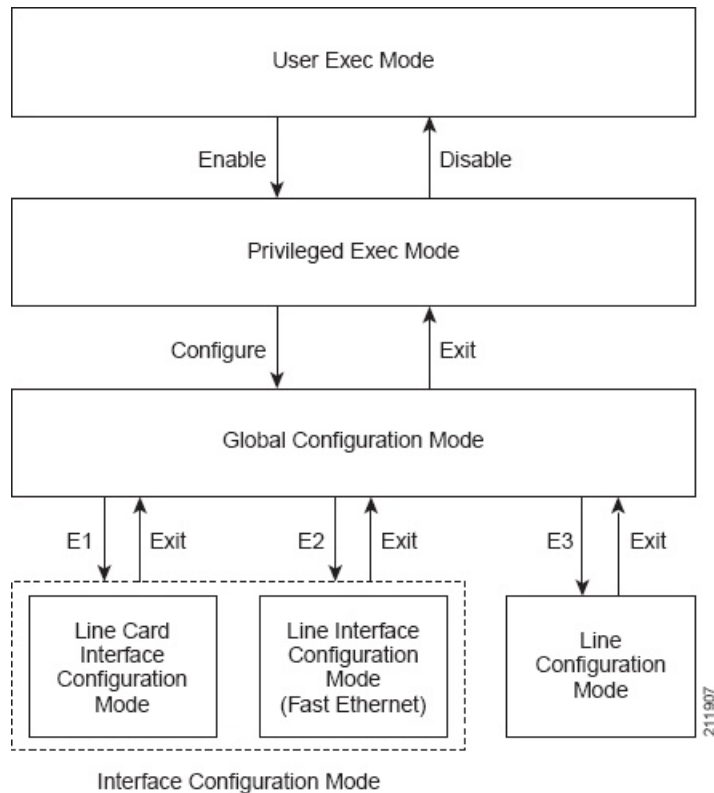 User Exec Mode
Enable
Disable
Privileged Exec Mode
Configure
Exit
Global Configuration Mode
E1
Exit
E2
Exit
E3
Exit
Line Card
Interface
Configuration
Mode
Line Interface
Configuration
Mode
(Fast Ethernet)
Line
Configuration
Mode
211907
Interface Configuration Mode